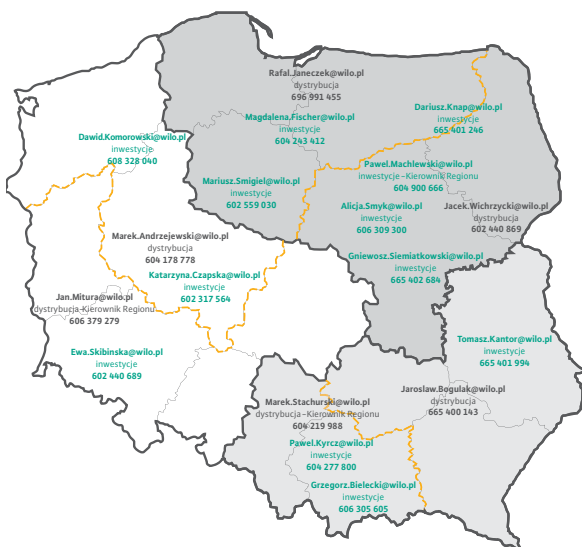 Rafal.Janeczek@wilo.pl
dystrybucja
696 991 455
Magdalena.Fischer@wilo.pl
inwestycje
604 243 412
Dariusz.Knap@wilo.pl
inwestycje
665 401 246
Dawid.Komorowski@wilo.pl
inwestycje
608 328 040
Pawel.Machlewski@wilo.pl
inwestycje-Kierownik Regionu
604 900 666
Mariusz.Smigiel@wilo.pl
inwestycje
602 559 030
Alicja.Smyk@wilo.pl
inwestycje
606 309 300
Jacek.Wichrzycki@wilo.pl
dystrybucja
602 440 869
Marek.Andrzejewski@wilo.pl
dystrybucja
604 178 778
Gniewosz.Siemiatkowski@wilo.pl
inwestycje
665 402 684
Katarzyna.Czapska@wilo.pl
inwestycje
602 317 564
Jan.Mitura@wilo.pl
dystrybucja-Kierownik Regionu
606 379 279
Ewa.Skibinska@wilo.pl
inwestycje
602 440 689
Tomasz.Kantor@wilo.pl
inwestycje
665 401 994
Jaroslaw.Bogulak@wilo.pl
dystrybucja
665 400 143
Marek.Stachurski@wilo.pl
dystrybucja-Kierownik Regionu
604 219 988
Pawel.Kyrcz@wilo.pl
inwestycje
604 277 800
Grzegorz.Bielecki@wilo.pl
inwestycje
606 305 605